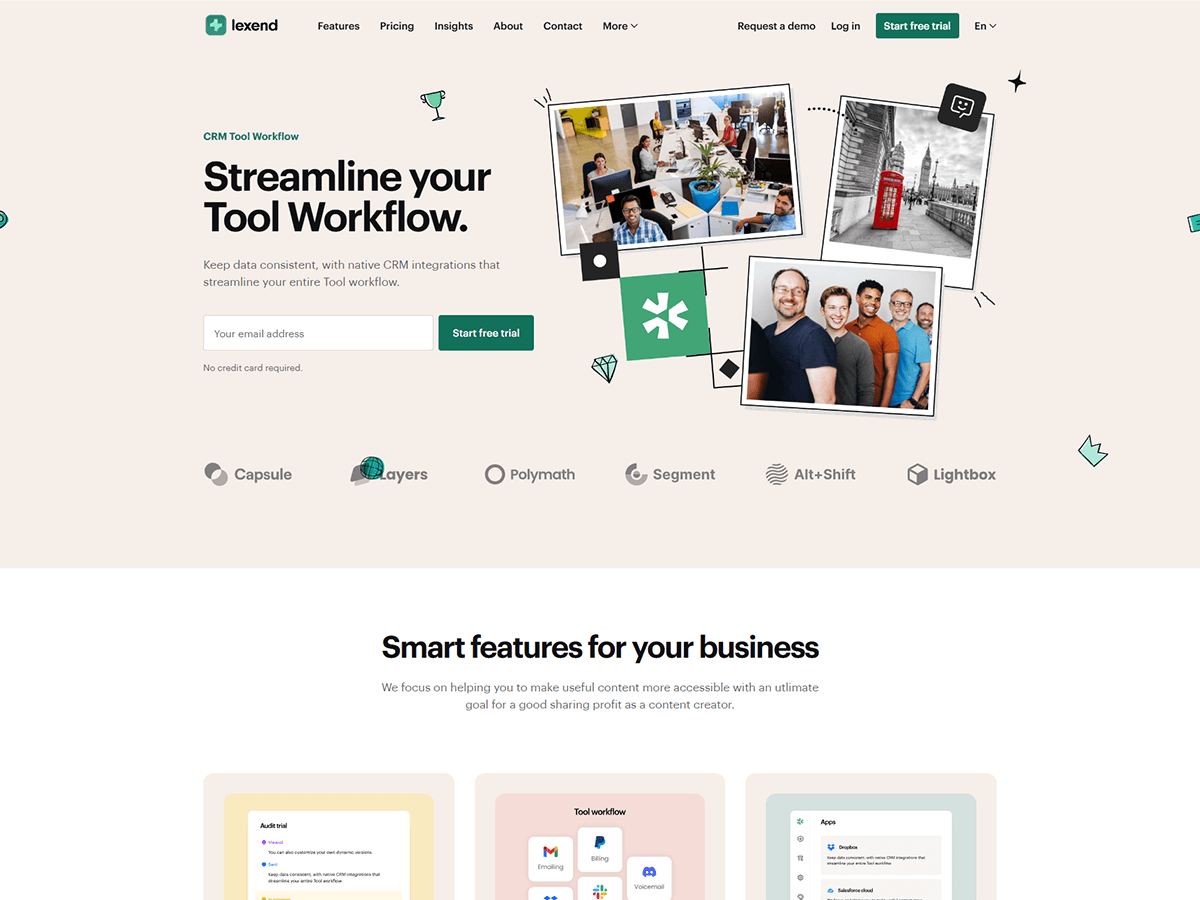 lexend
Features Pricing Insights About Contact More
Request a demo Log in Start free trial En
CRM Tool Workflow
Streamline your
Tool Workflow.
Keep data consistent, with native CRM integrations that
streamline your entire Tool workflow.
Your email address
Start free trial
No credit card required.
Capsule
Layers
Polymath
Segment
Alt+Shift
Lightbox
Smart features for your business
We focus on helping you to make useful content more accessible with an utlimate
goal for a good sharing profit as a content creator.
Audit trial
Viewed
You can also customize your own dynamic versions.
Sent
Keep data consistent, with native CRM integrations that
streamline your entire Tool workflow.
Tool workflow
Emailing
Billing
Voicemail
Apps
Dropbox
Keep data consistent, with native CRM integrations that
streamline your entire Tool workflow.
Salesforce cloud